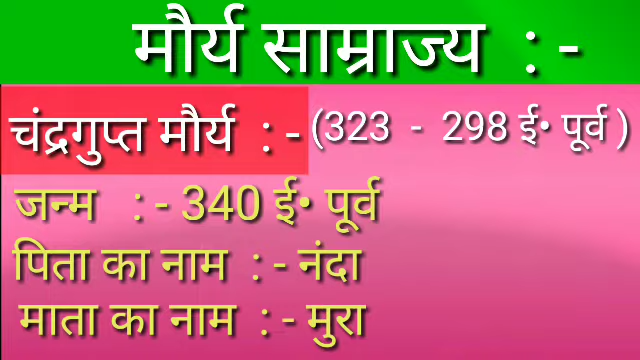 मौर्य साम्राज्य : -
चंद्रगुप्त मौर्य : - (323 - 298 ई• पूर्व )
जन्म : - 340 ई• पूर्व
पिता का नाम : - नंदा
माता का नाम : - मुरा